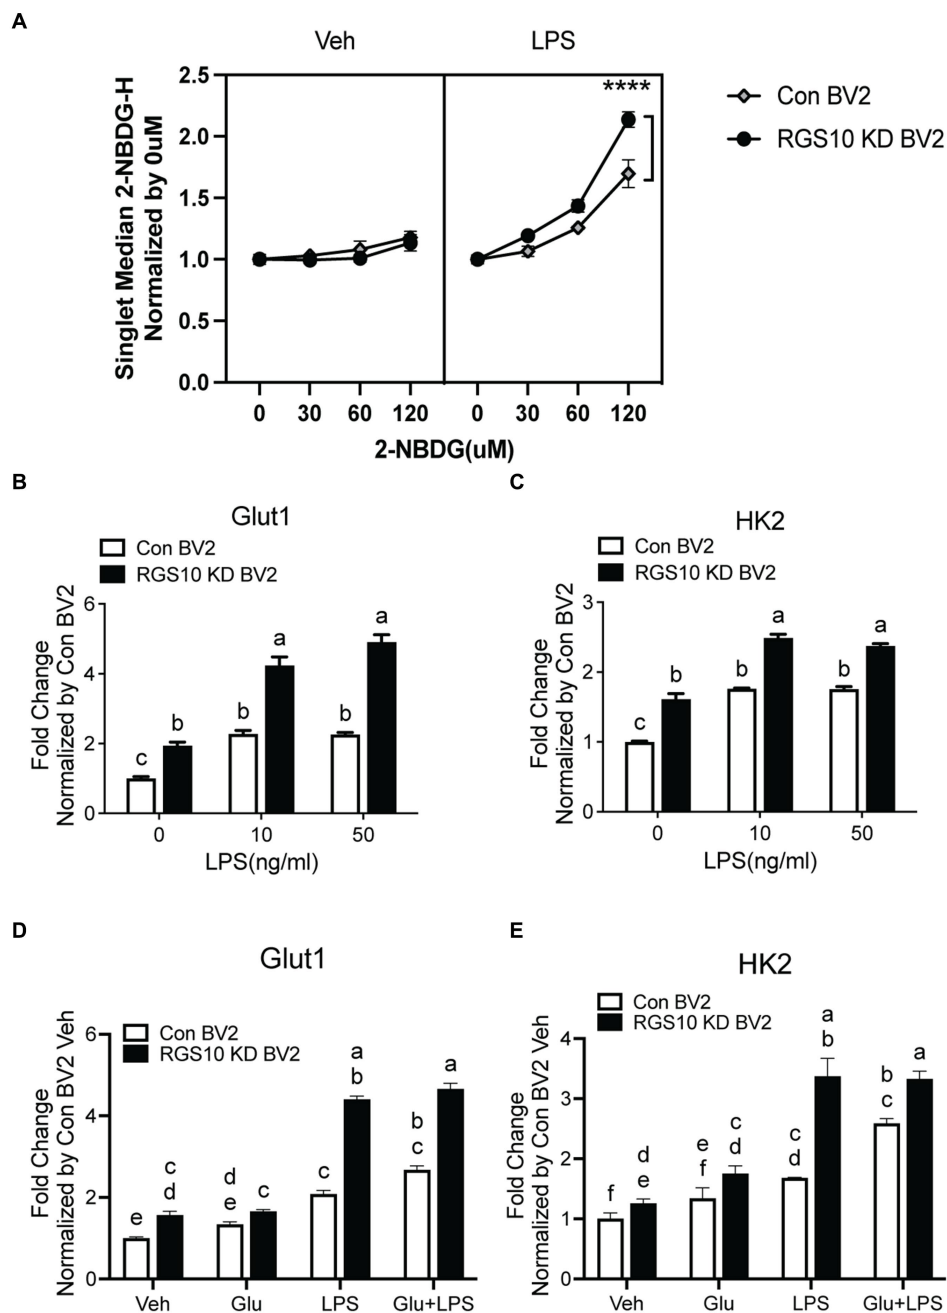 A
Veh LPS
Singlet Median 2-NBDG-H
Normalized by 0uM
2.5
2.0
1.5
1.0
0.5
0.0
****
Con BV2
RGS10 KD BV2
0 30 60 120 0 30 60 120
2-NBDG(uM)
B
Glut1
Con BV2
RGS10 KD BV2
Fold Change
Normalized by Con BV2
6
4
2
0
c b b a b a
0 10 50
LPS(ng/ml)
C
HK2
Con BV2
RGS10 KD BV2
Fold Change
Normalized by Con BV2
3
2
1
0
c b b a b a
0 10 50
LPS(ng/ml)
D
Glut1
Con BV2
RGS10 KD BV2
Fold Change
Normalized by Con BV2 Veh
6
4
2
0
e
c
d
d
e
c
c
a
b
b
c
a
Veh Glu LPS Glu+LPS
E
HK2
Con BV2
RGS10 KD BV2
Fold Change
Normalized by Con BV2 Veh
4
3
2
1
0
f
d
e
e
f
c
d
c
d
a
b
b
c
a
Veh Glu LPS Glu+LPS